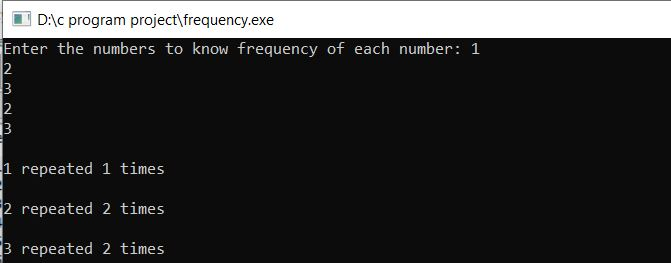 D:\c program project\frequency.exe
Enter the numbers to know frequency of each number: 1
2
3
2
3
1 repeated 1 times
2 repeated 2 times
3 repeated 2 times